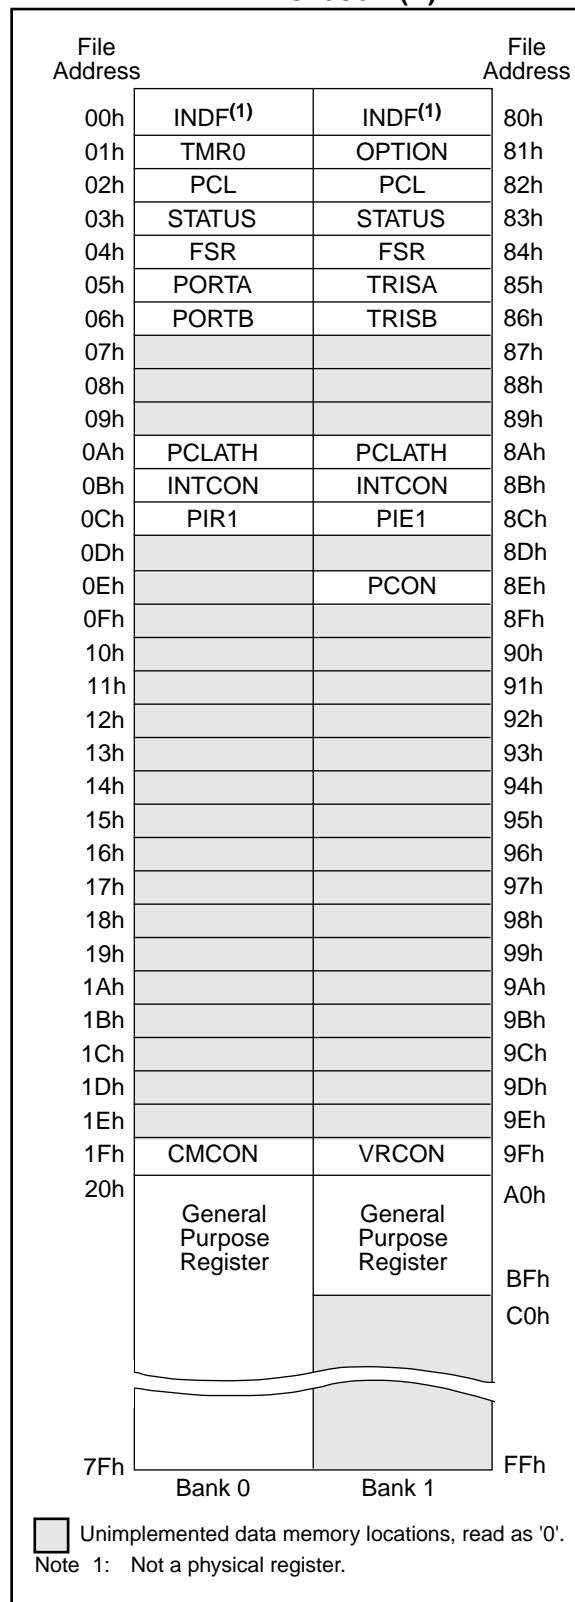 File Address File Address
00h INDF(1) INDF(1) 80h
01h TMR0 OPTION 81h
02h PCL PCL 82h
03h STATUS STATUS 83h
04h FSR FSR 84h
05h PORTA TRISA 85h
06h PORTB TRISB 86h
07h 87h
08h 88h
09h 89h
0Ah PCLATH PCLATH 8Ah
0Bh INTCON INTCON 8Bh
0Ch PIR1 PIE1 8Ch
0Dh 8Dh
0Eh PCON 8Eh
0Fh 8Fh
10h 90h
11h 91h
12h 92h
13h 93h
14h 94h
15h 95h
16h 96h
17h 97h
18h 98h
19h 99h
1Ah 9Ah
1Bh 9Bh
1Ch 9Ch
1Dh 9Dh
1Eh 9Eh
1Fh CMCON VRCON 9Fh
20h A0h
General General
Purpose Purpose
Register Register
BFh
C0h
7Fh FFh
Bank 0 Bank 1
Unimplemented data memory locations, read as '0'.
Note 1: Not a physical register.